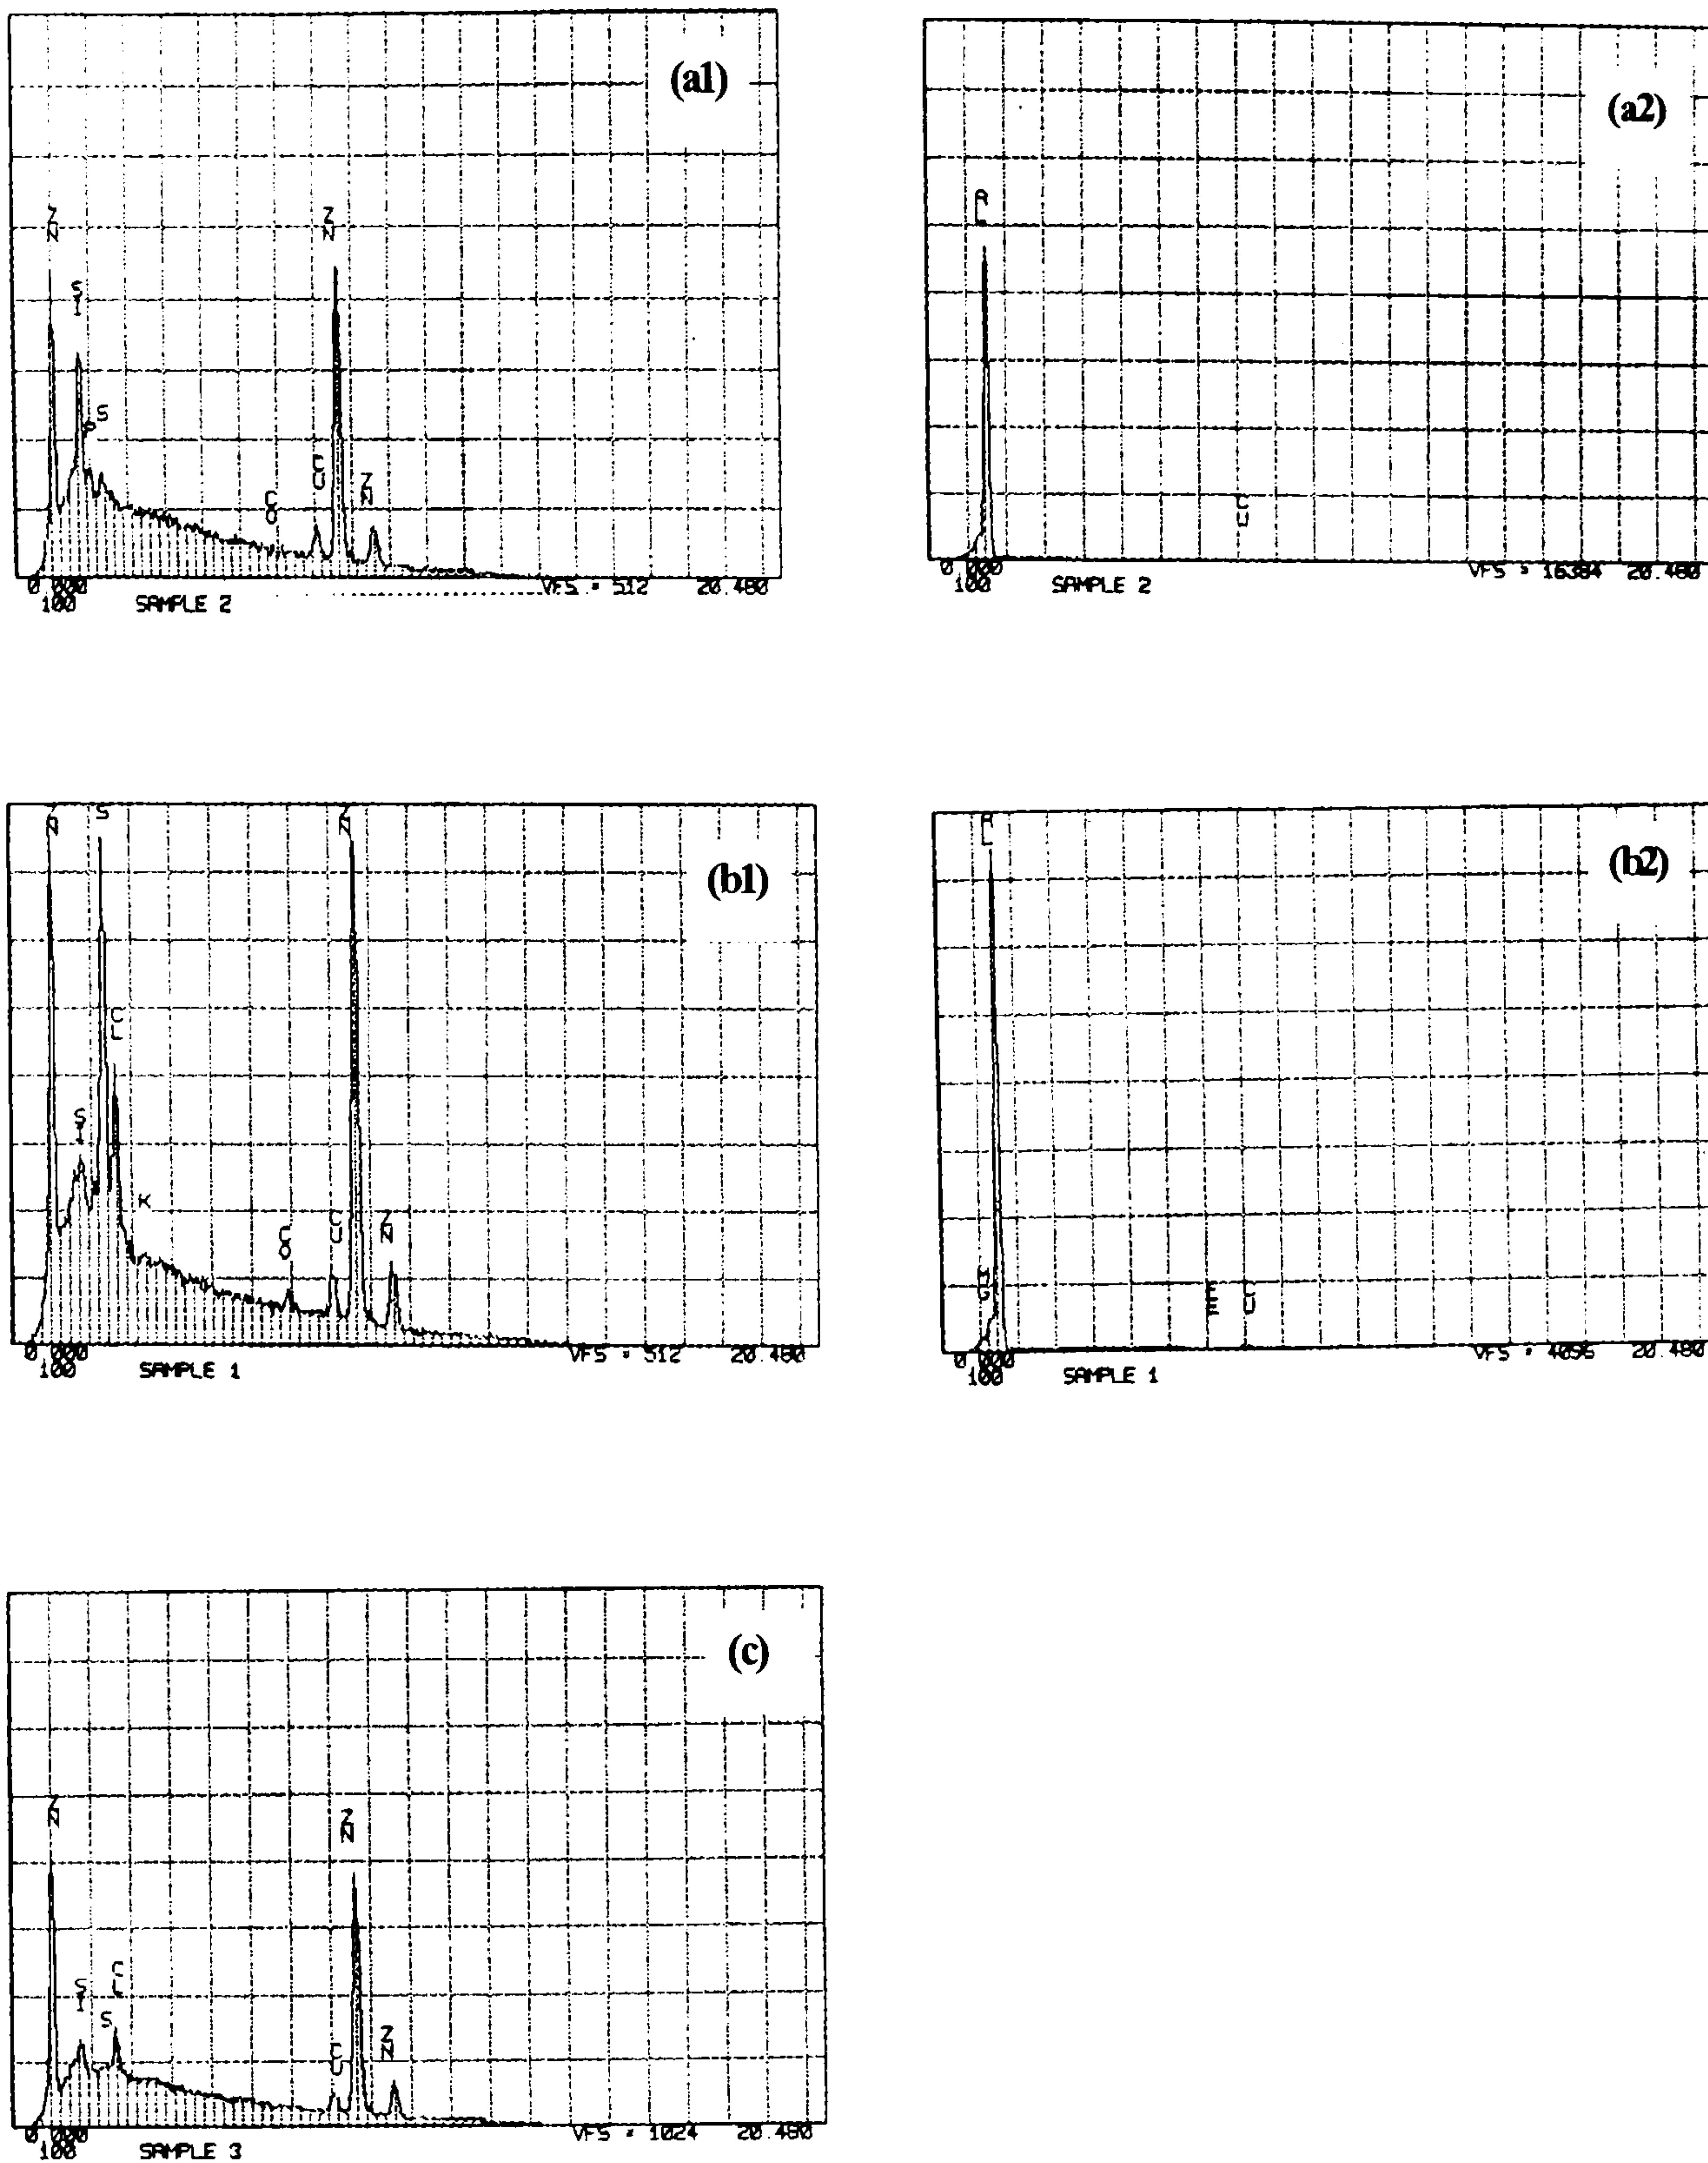 (a1)
ZN
ZN
SI
P S
CU
ZN
CO
0.000 VFS = 512 20.480
100 SAMPLE 2
(a2)
AL
CU
0.000 VFS = 16384 20.480
100 SAMPLE 2
(b1)
ZN S ZN
CL
SI
K
CO CU ZN
0.000 VFS = 512 20.480
100 SAMPLE 1
(b2)
AL
MG FE CU
0.000 VFS = 4096 20.480
100 SAMPLE 1
(c)
ZN ZN
SI CL
S
CU ZN
0.000 VFS = 1024 20.480
100 SAMPLE 3